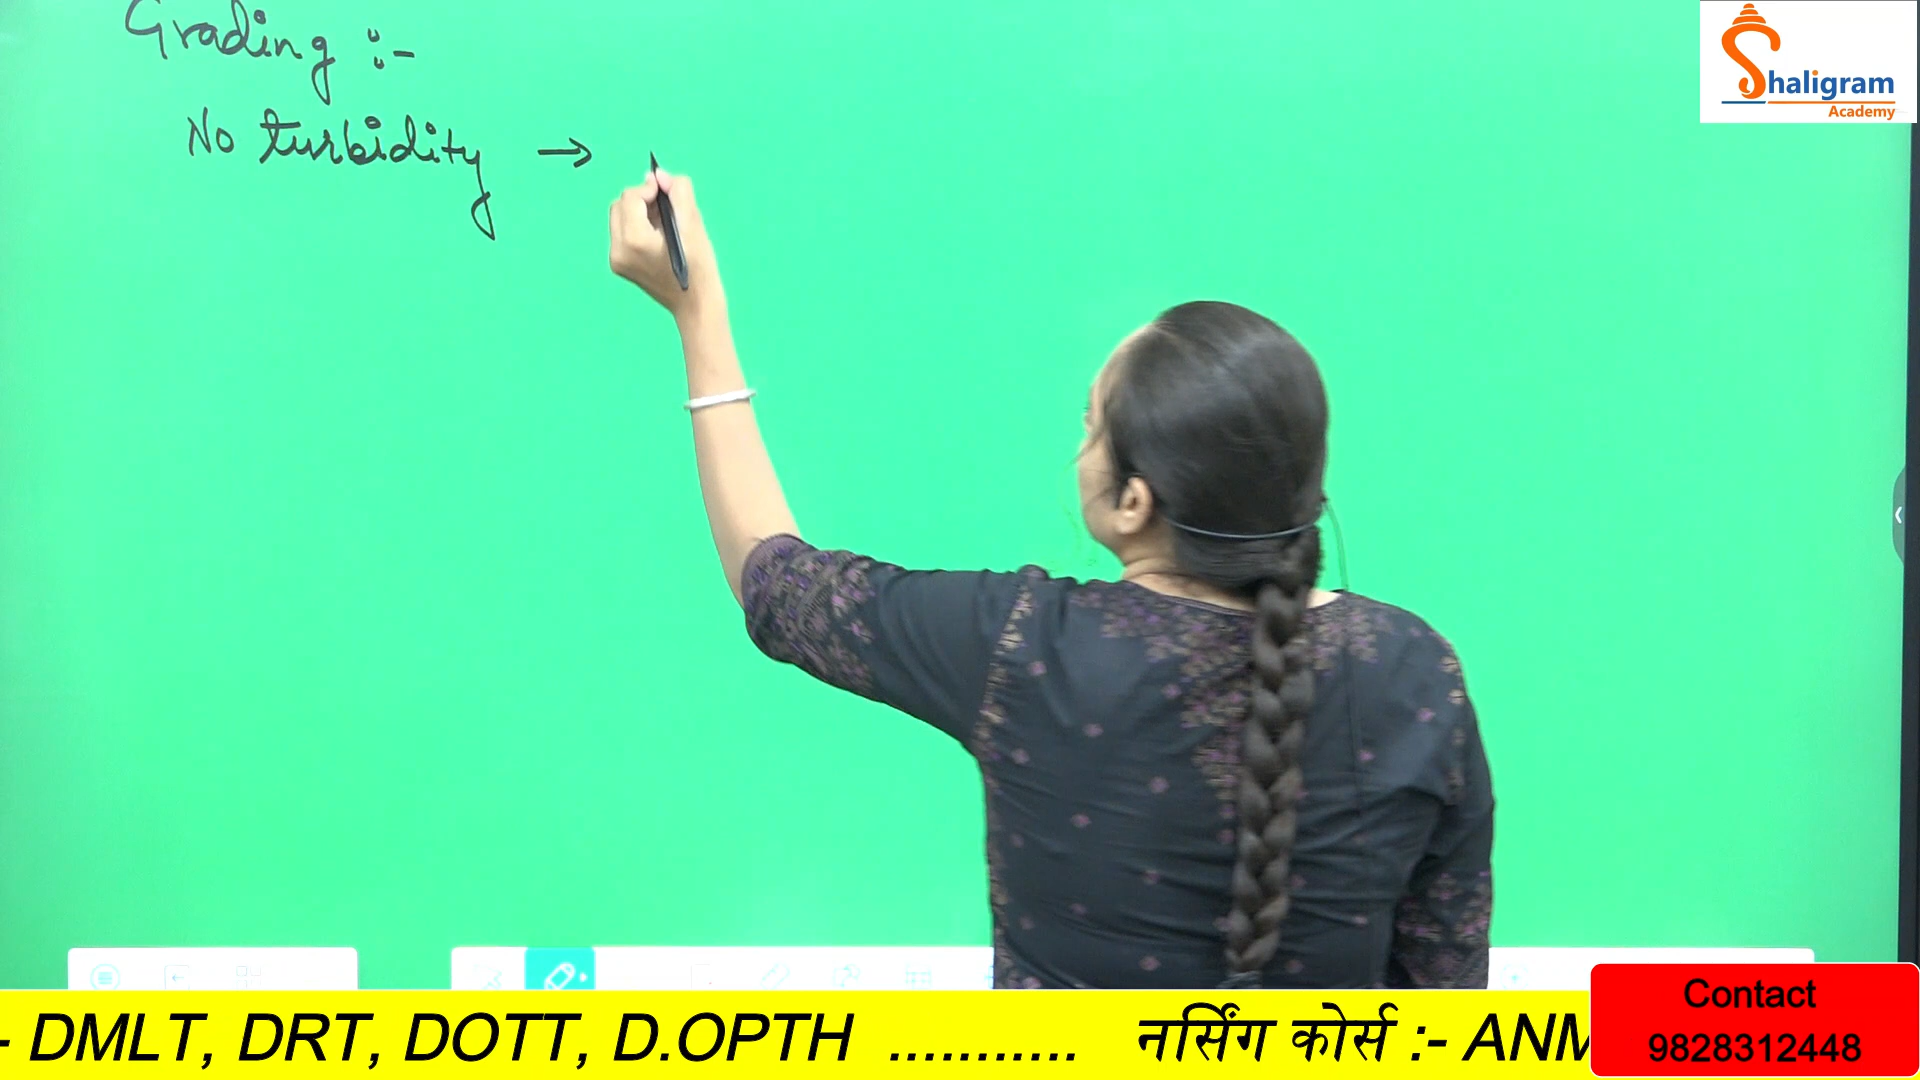 Grading :-
No turbidity →
Shaligram
Academy
- DMLT, DRT, DOTT, D.OPTH ........... नर्सिंग कोर्स :- ANM
Contact
9828312448